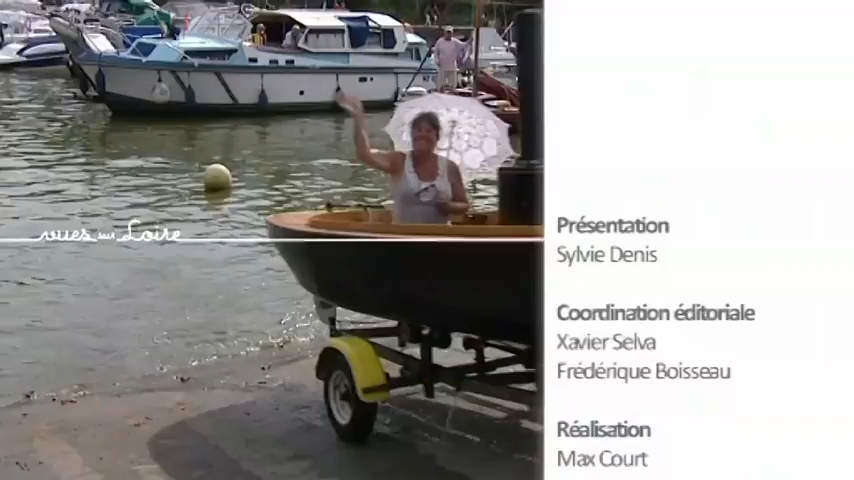 vues sur Loire
Présentation
Sylvie Denis
Coordination éditoriale
Xavier Selva
Frédérique Boisseau
Réalisation
Max Court